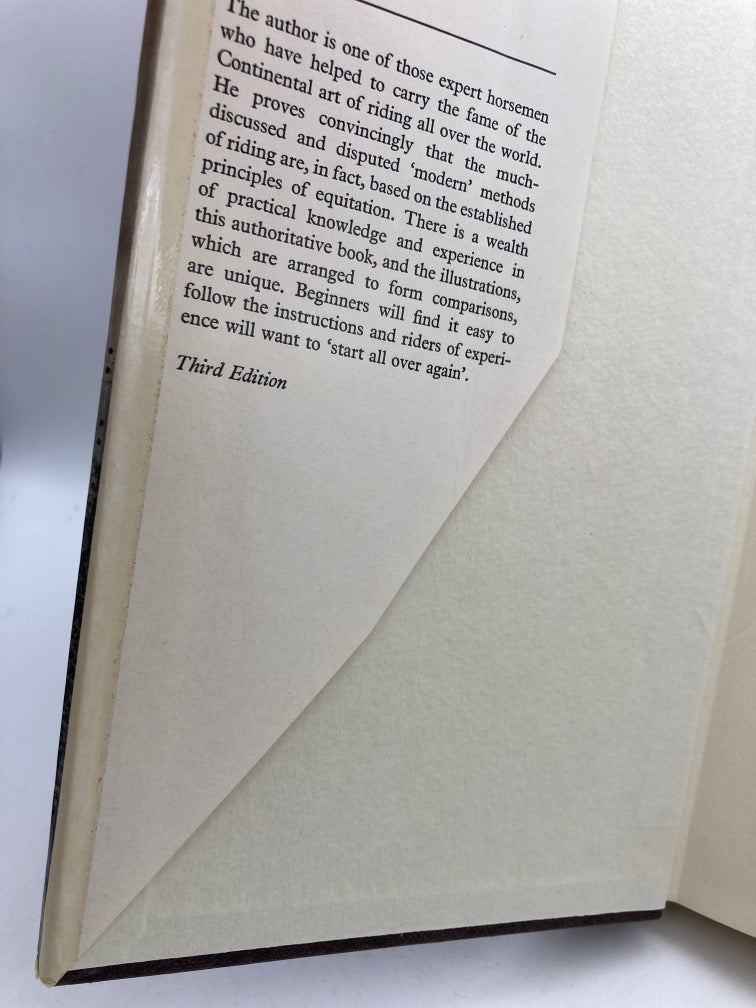 The author is one of those expert horsemen
who have helped to carry the fame of the
Continental art of riding all over the world.
He proves convincingly that the much-
discussed and disputed ‘modern’ methods
of riding are, in fact, based on the established
principles of equitation. There is a wealth
of practical knowledge and experience in
this authoritative book, and the illustrations,
which are arranged to form comparisons,
are unique. Beginners will find it easy to
follow the instructions and riders of experi-
ence will want to ‘start all over again’.
Third Edition